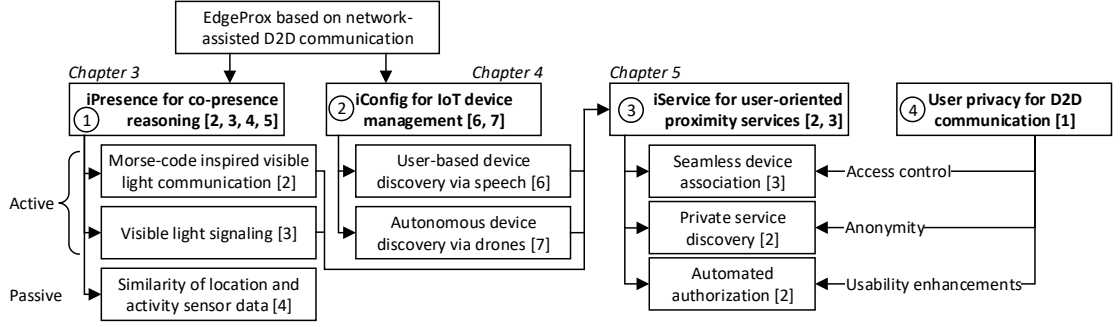 EdgeProx based on network-
assisted D2D communication
Chapter 3
Chapter 4
Chapter 5
1
iPresence for co-presence
reasoning [2, 3, 4, 5]
2
iConfig for IoT device
management [6, 7]
3
iService for user-oriented
proximity services [2, 3]
4
User privacy for D2D
communication [1]
Active
Morse-code inspired visible
light communication [2]
Visible light signaling [3]
Passive
Similarity of location and
activity sensor data [4]
User-based device
discovery via speech [6]
Autonomous device
discovery via drones [7]
Seamless device
association [3]
Private service
discovery [2]
Automated
authorization [2]
Access control
Anonymity
Usability enhancements